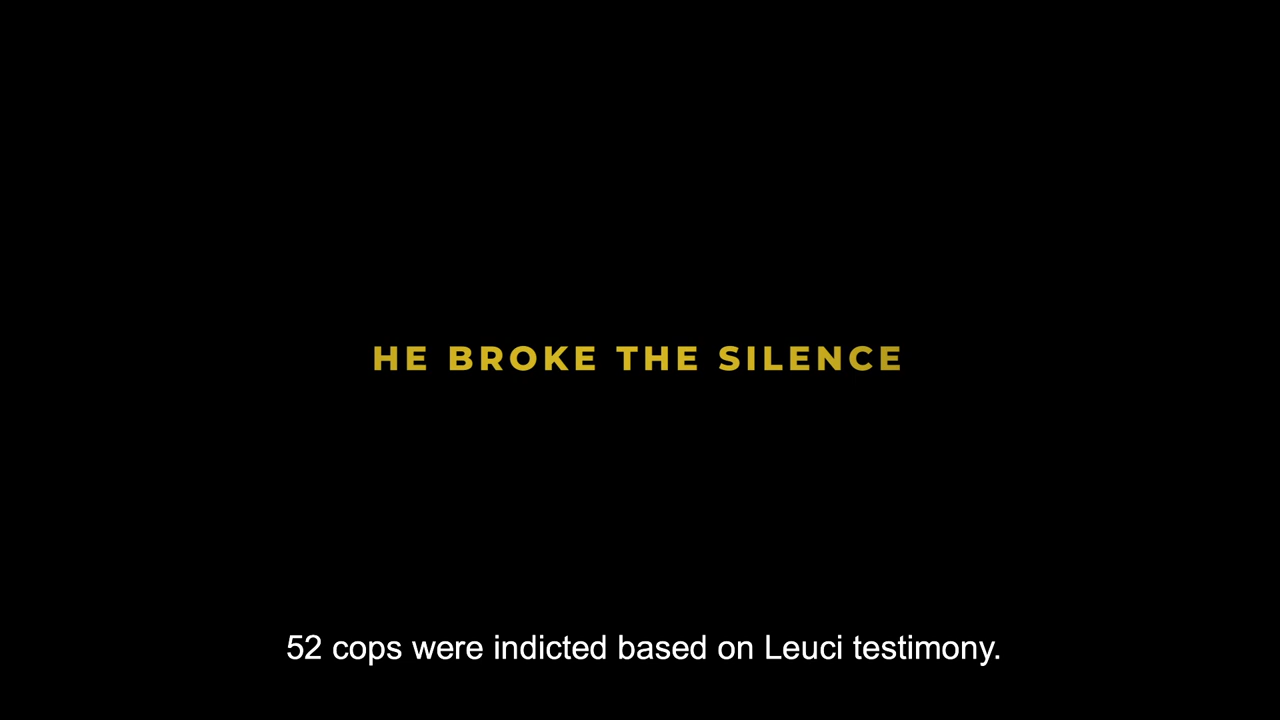 HE BROKE THE SILENCE
52 cops were indicted based on Leuci testimony.